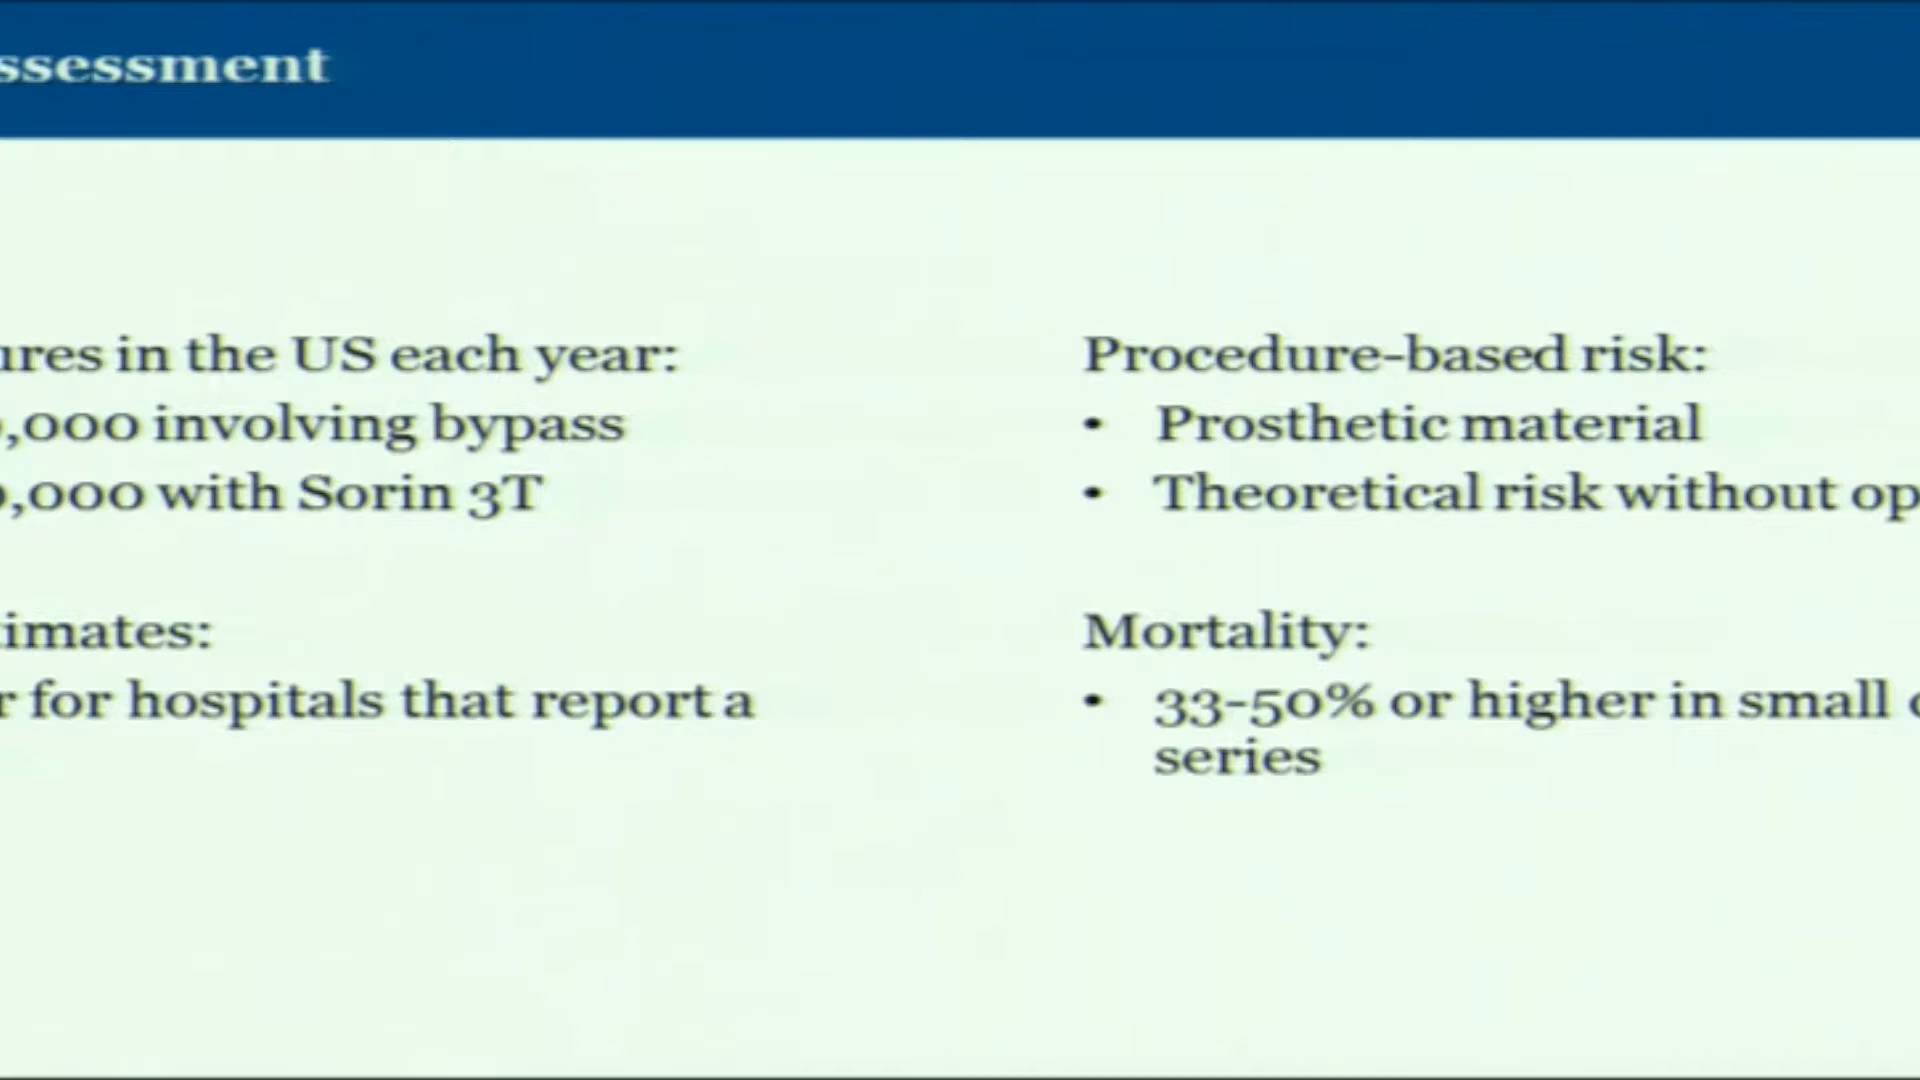 ssessment
ures in the US each year:
,000 involving bypass
,000 with Sorin 3T
imates:
r for hospitals that report a
Procedure-based risk:
• Prosthetic material
• Theoretical risk without op
Mortality:
• 33-50% or higher in small
series